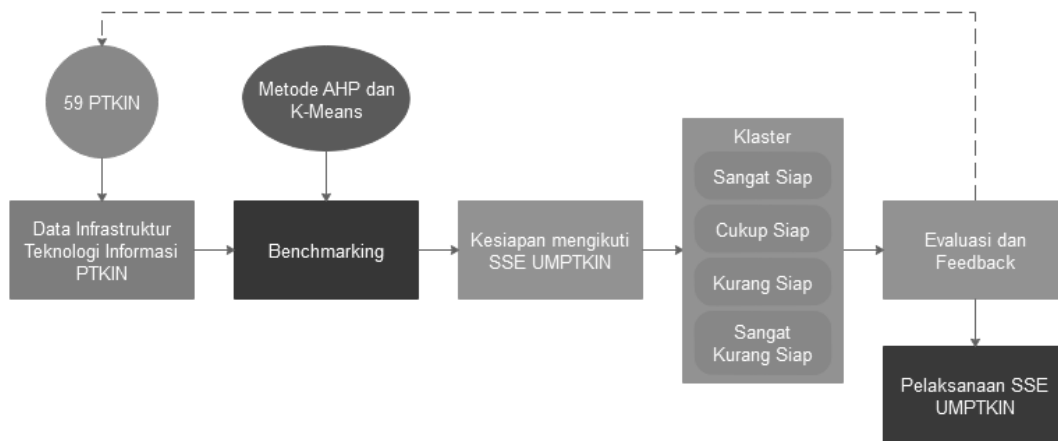 59 PTKIN
Metode AHP dan
K-Means
Data Infrastruktur
Teknologi Informasi
PTKIN
Benchmarking
Kesiapan mengikuti
SSE UMPTKIN
Klaster
Sangat Siap
Cukup Siap
Kurang Siap
Sangat
Kurang Siap
Evaluasi dan
Feedback
Pelaksanaan SSE
UMPTKIN